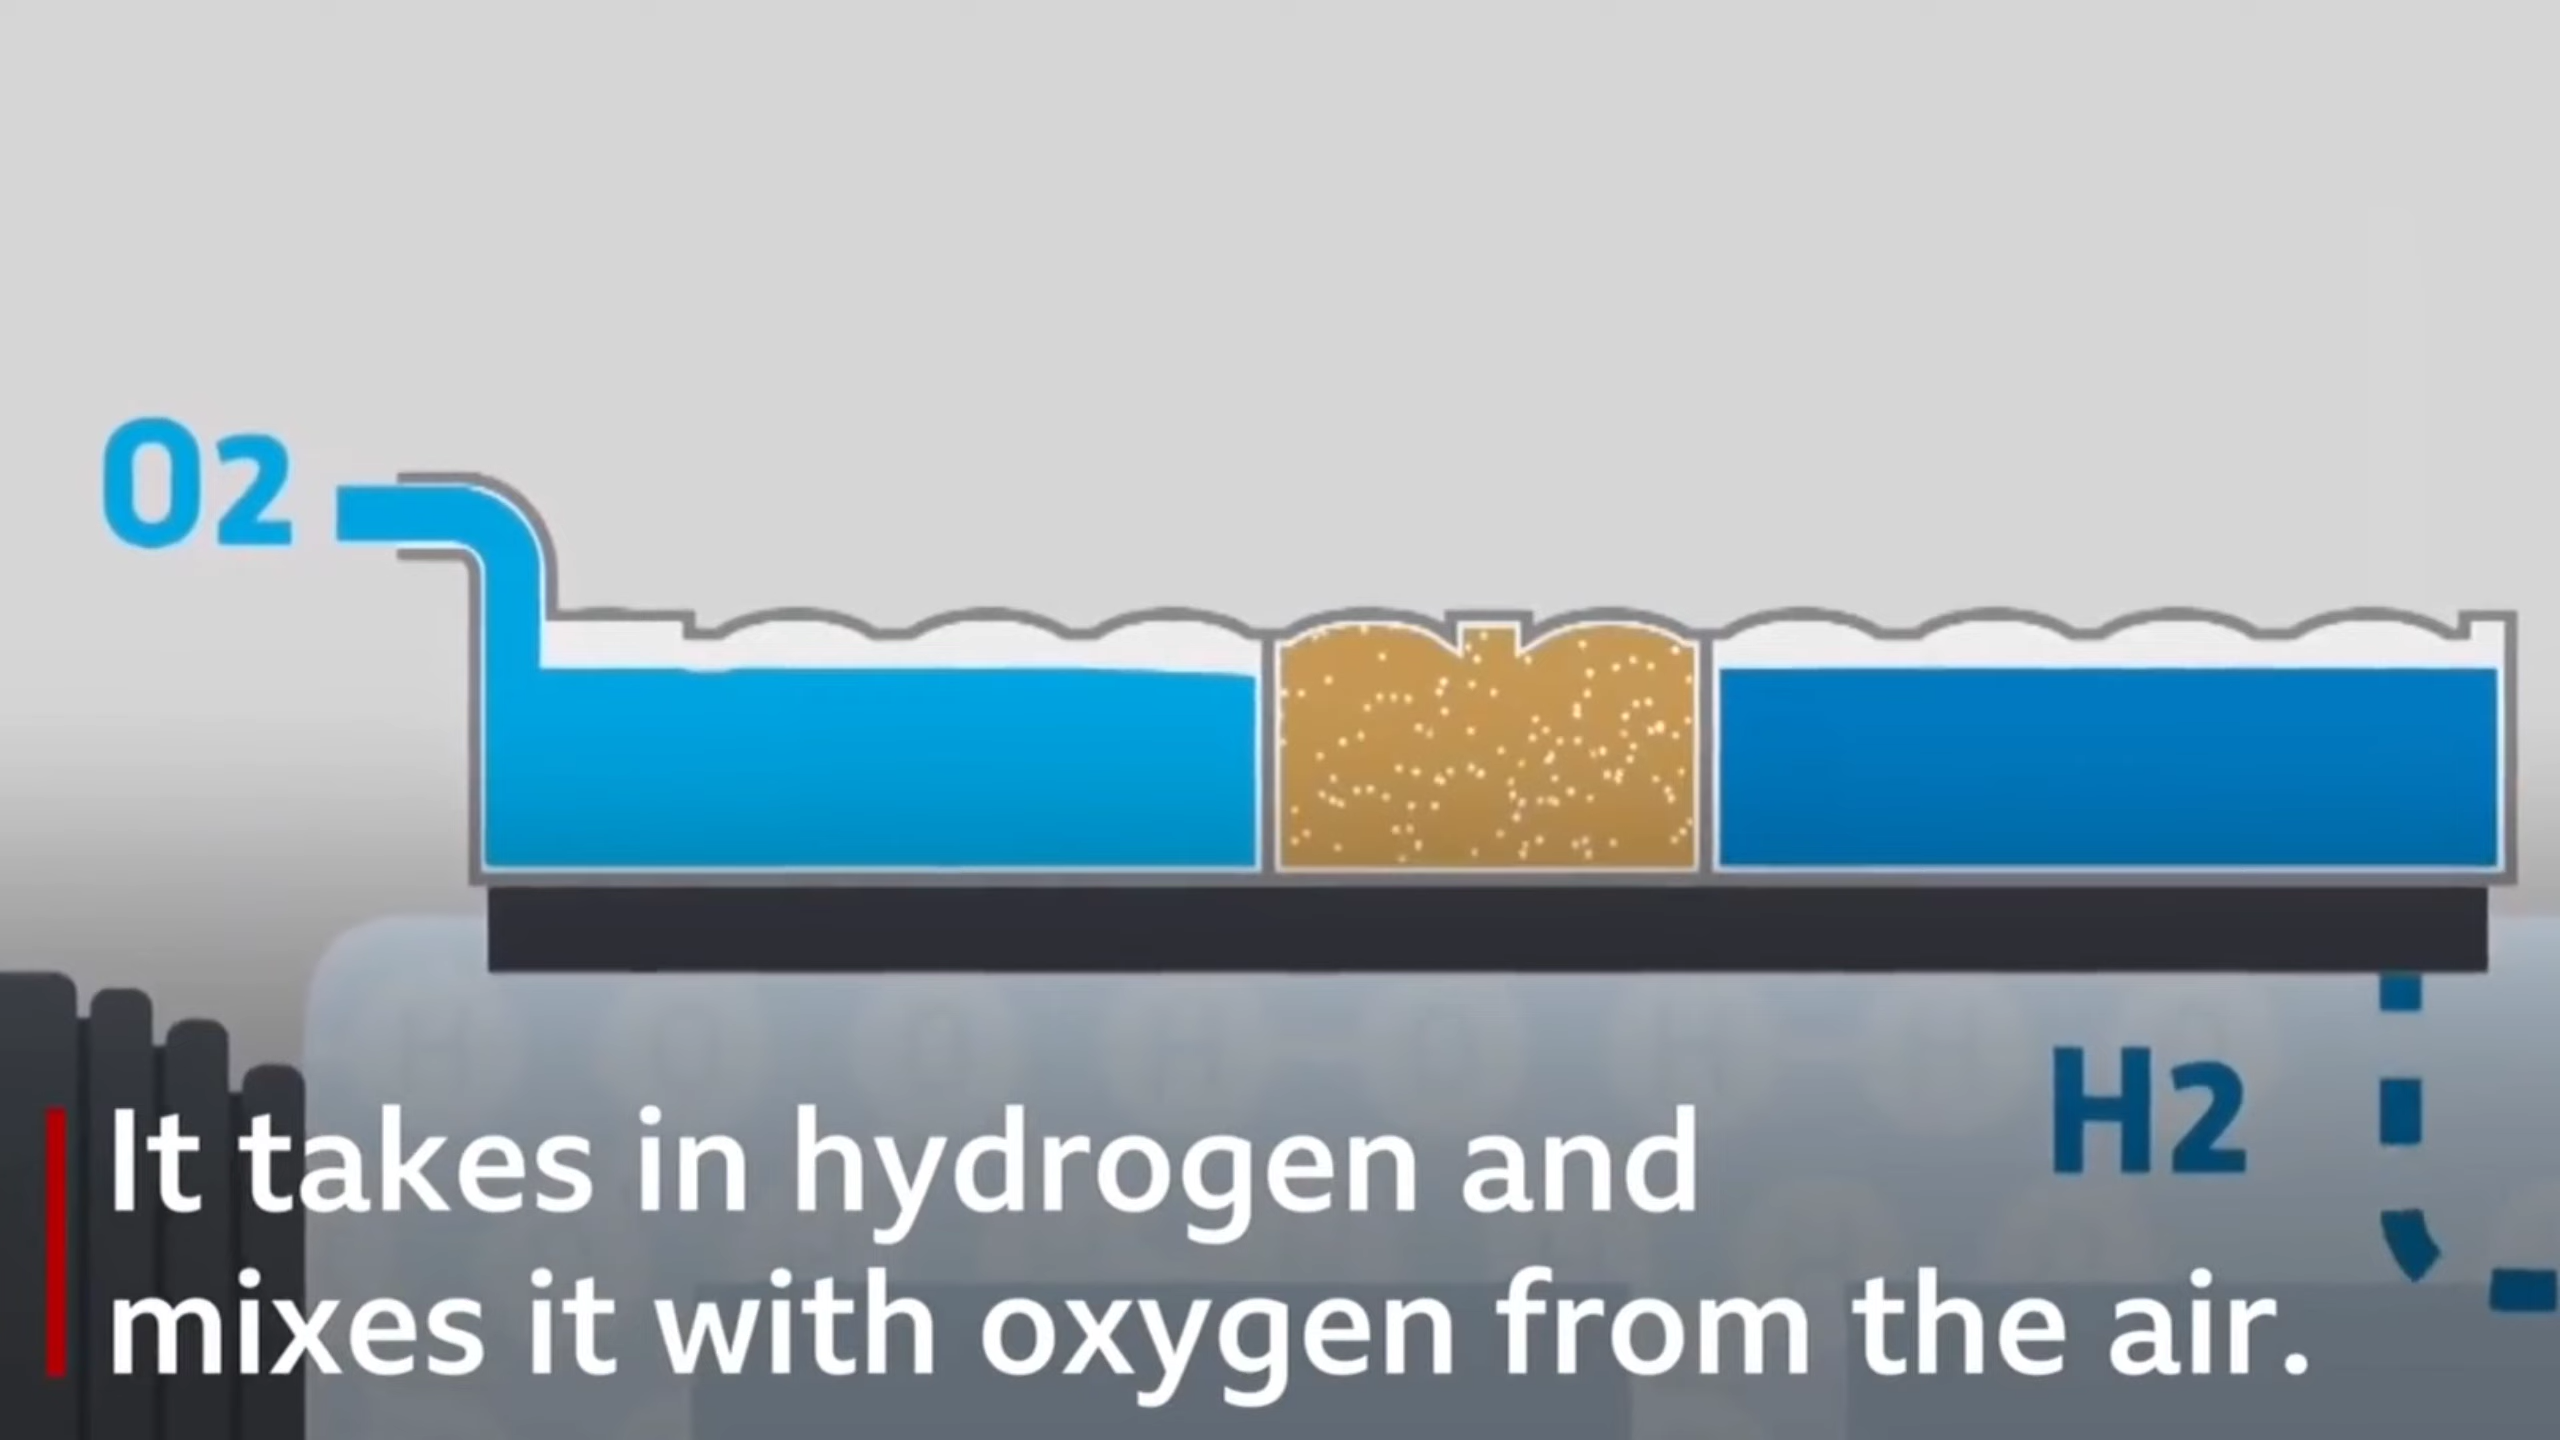 O2
H2
It takes in hydrogen and
mixes it with oxygen from the air.